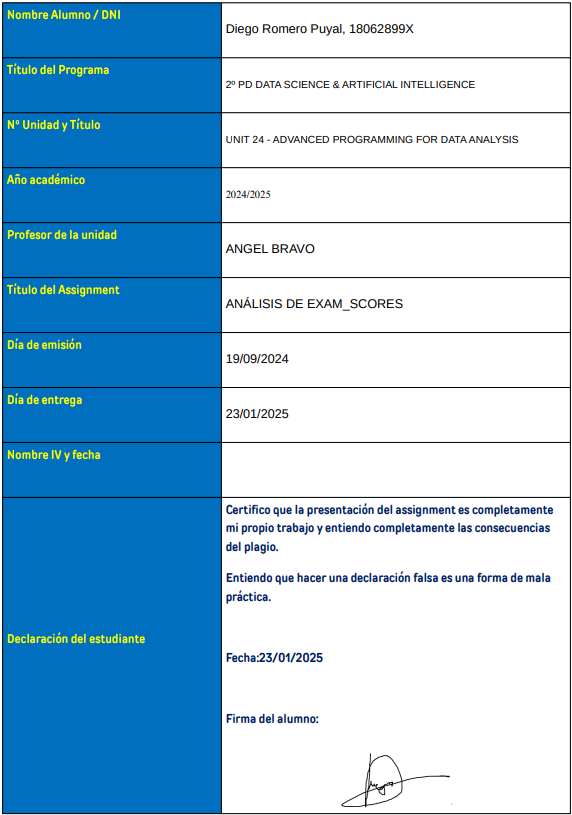 Nombre Alumno / DNI
Diego Romero Puyal, 18062899X
Título del Programa
2º PD DATA SCIENCE & ARTIFICIAL INTELLIGENCE
Nº Unidad y Título
UNIT 24 - ADVANCED PROGRAMMING FOR DATA ANALYSIS
Año académico
2024/2025
Profesor de la unidad
ANGEL BRAVO
Título del Assignment
ANÁLISIS DE EXAM_SCORES
Día de emisión
19/09/2024
Día de entrega
23/01/2025
Nombre IV y fecha
Declaración del estudiante
Certifico que la presentación del assignment es completamente
mi propio trabajo y entiendo completamente las consecuencias
del plagio.
Entiendo que hacer una declaración falsa es una forma de mala
práctica.
Fecha:23/01/2025
Firma del alumno: